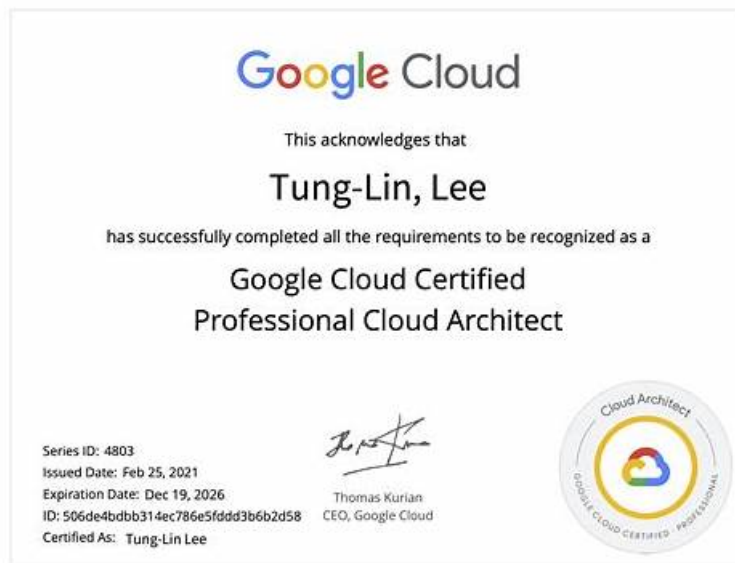 Google Cloud
This acknowledges that
Tung-Lin, Lee
has successfully completed all the requirements to be recognized as a
Google Cloud Certified
Professional Cloud Architect
Series ID: 4803
Issued Date: Feb 25, 2021
Expiration Date: Dec 19, 2026
ID: 506de4bdbb314ec786e5fddd3b6b2d58
Certified As: Tung-Lin Lee
Thomas Kurian
CEO, Google Cloud
Cloud Architect
GOOGLE CLOUD CERTIFIED · PROFESSIONAL